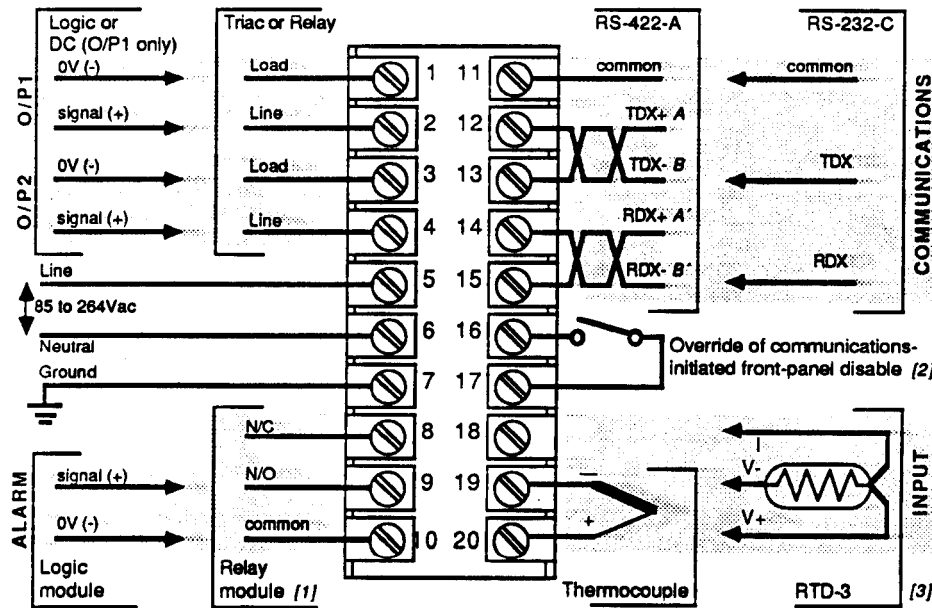 Logic or
DC (O/P1 only)
Triac or Relay
RS-422-A
RS-232-C
O/P1
0V (-)
Load
1
11
common
common
signal (+)
Line
2
12
TDX+ A
O/P2
0V (-)
Load
3
13
TDX- B
TDX
signal (+)
Line
4
14
RDX+ A´
COMMUNICATIONS
Line
5
15
RDX- B´
RDX
85 to 264Vac
Neutral
6
16
Override of communications-
initiated front-panel disable [2]
Ground
7
17
N/C
8
18
I
ALARM
signal (+)
N/O
9
19
–
V-
INPUT
0V (-)
common
10
20
+
V+
Logic
module
Relay
module [1]
Thermocouple
RTD-3
[3]